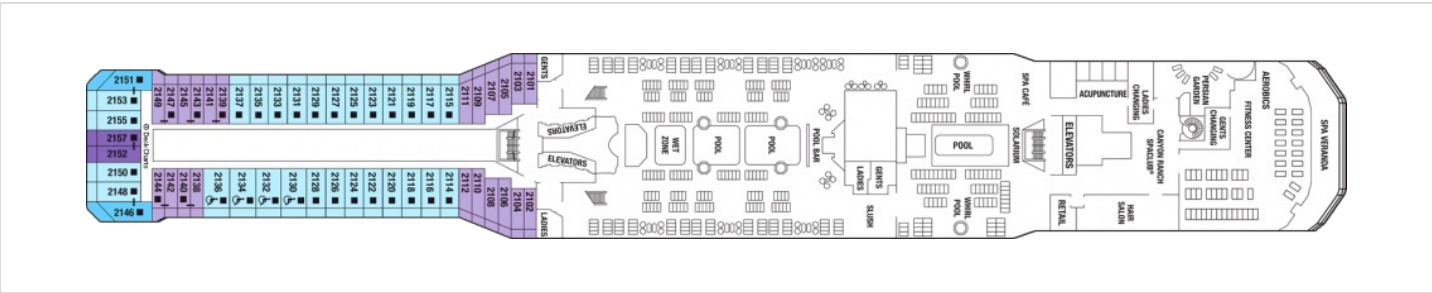 2151
2153
2155
2157
2152
2150
2148
2146
© Deck Charts
2149
2147
2145
2143
2141
2139
2137
2135
2133
2131
2129
2127
2125
2123
2121
2119
2117
2115
2111
2109
2107
2105
2103
2101
2144
2142
2140
2138
2136
2134
2132
2130
2128
2126
2124
2122
2120
2118
2116
2114
2112
2110
2108
2106
2104
2102
GENTS
LADIES
ELEVATORS
ELEVATORS
WET
ZONE
POOL
POOL
POOL BAR
LADIES
GENTS
SLUSH
WHIRL
POOL
POOL
WHIRL
POOL
SPA CAFE
SOLARIUM
ELEVATORS
ACUPUNCTURE
LADIES
CHANGING
RETAIL
HAIR
SALON
CANYON RANCH
SPACLUB®
PERSIAN
GARDEN
GENTS
CHANGING
AEROBICS
FITNESS CENTER
SPA VERANDA